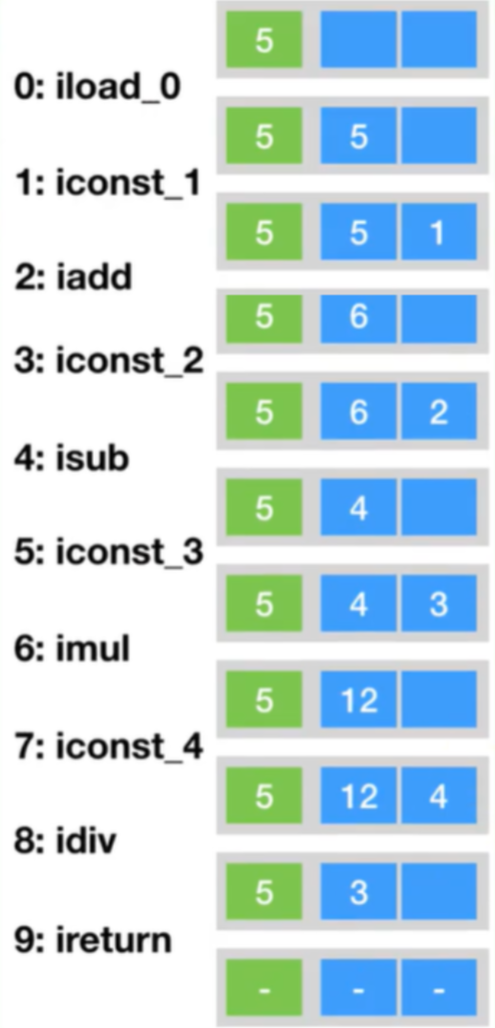 5
0: iload_0
5 5
1: iconst_1
5 5 1
2: iadd
5 6
3: iconst_2
5 6 2
4: isub
5 4
5: iconst_3
5 4 3
6: imul
5 12
7: iconst_4
5 12 4
8: idiv
5 3
9: ireturn
- - -